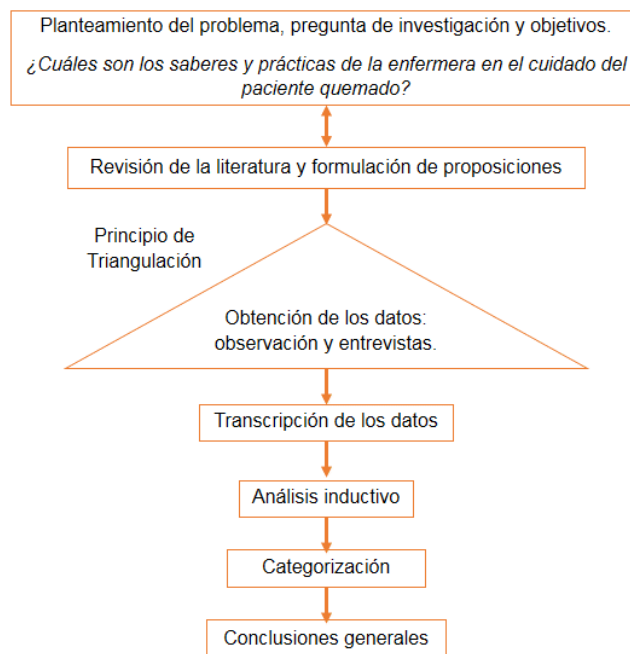 Planteamiento del problema, pregunta de investigación y objetivos.
¿Cuáles son los saberes y prácticas de la enfermera en el cuidado del
paciente quemado?
Revisión de la literatura y formulación de proposiciones
Principio de
Triangulación
Obtención de los datos:
observación y entrevistas.
Transcripción de los datos
Análisis inductivo
Categorización
Conclusiones generales